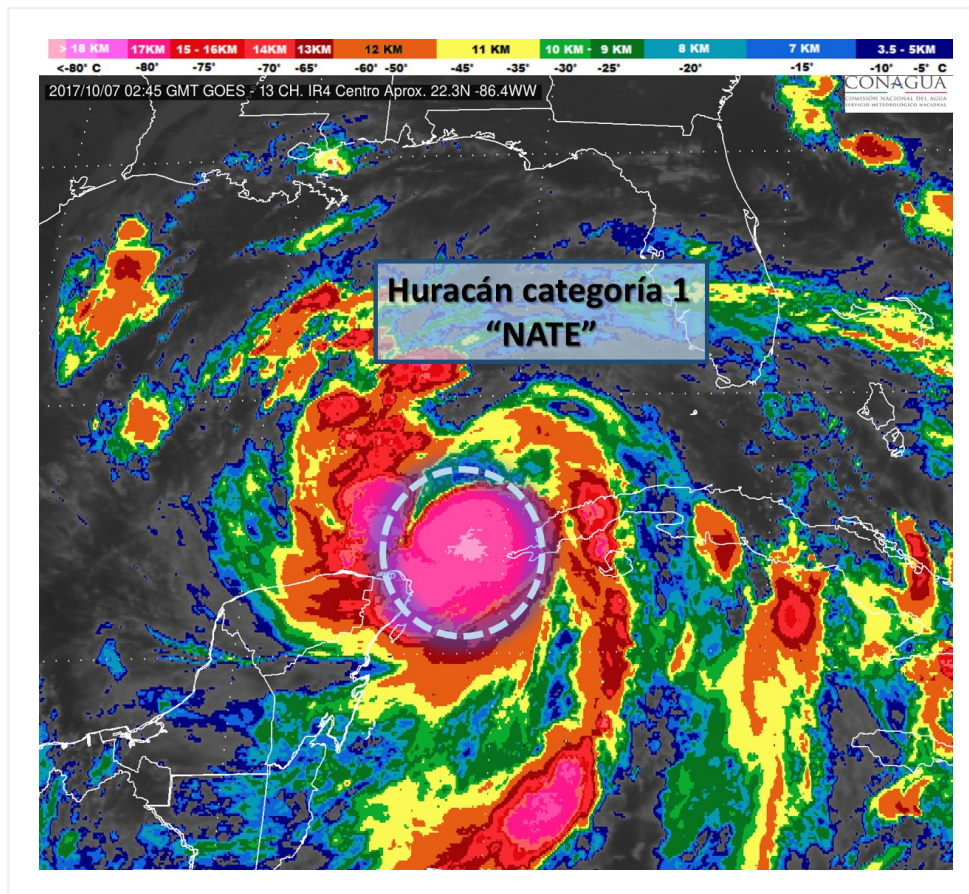 > 18 KM 17KM 15 - 16KM 14KM 13KM 12 KM 11 KM 10 KM - 9 KM 8 KM 7 KM 3.5 - 5KM
<-80° C -80° -75° -70° -65° -60° -50° -45° -35° -30° -25° -20° -15° -10° -5° C
2017/10/07 02:45 GMT GOES - 13 CH. IR4 Centro Aprox. 22.3N -86.4WW
CONAGUA
COMISIÓN NACIONAL DEL AGUA
SERVICIO METEOROLÓGICO NACIONAL
Huracán categoría 1
“NATE”